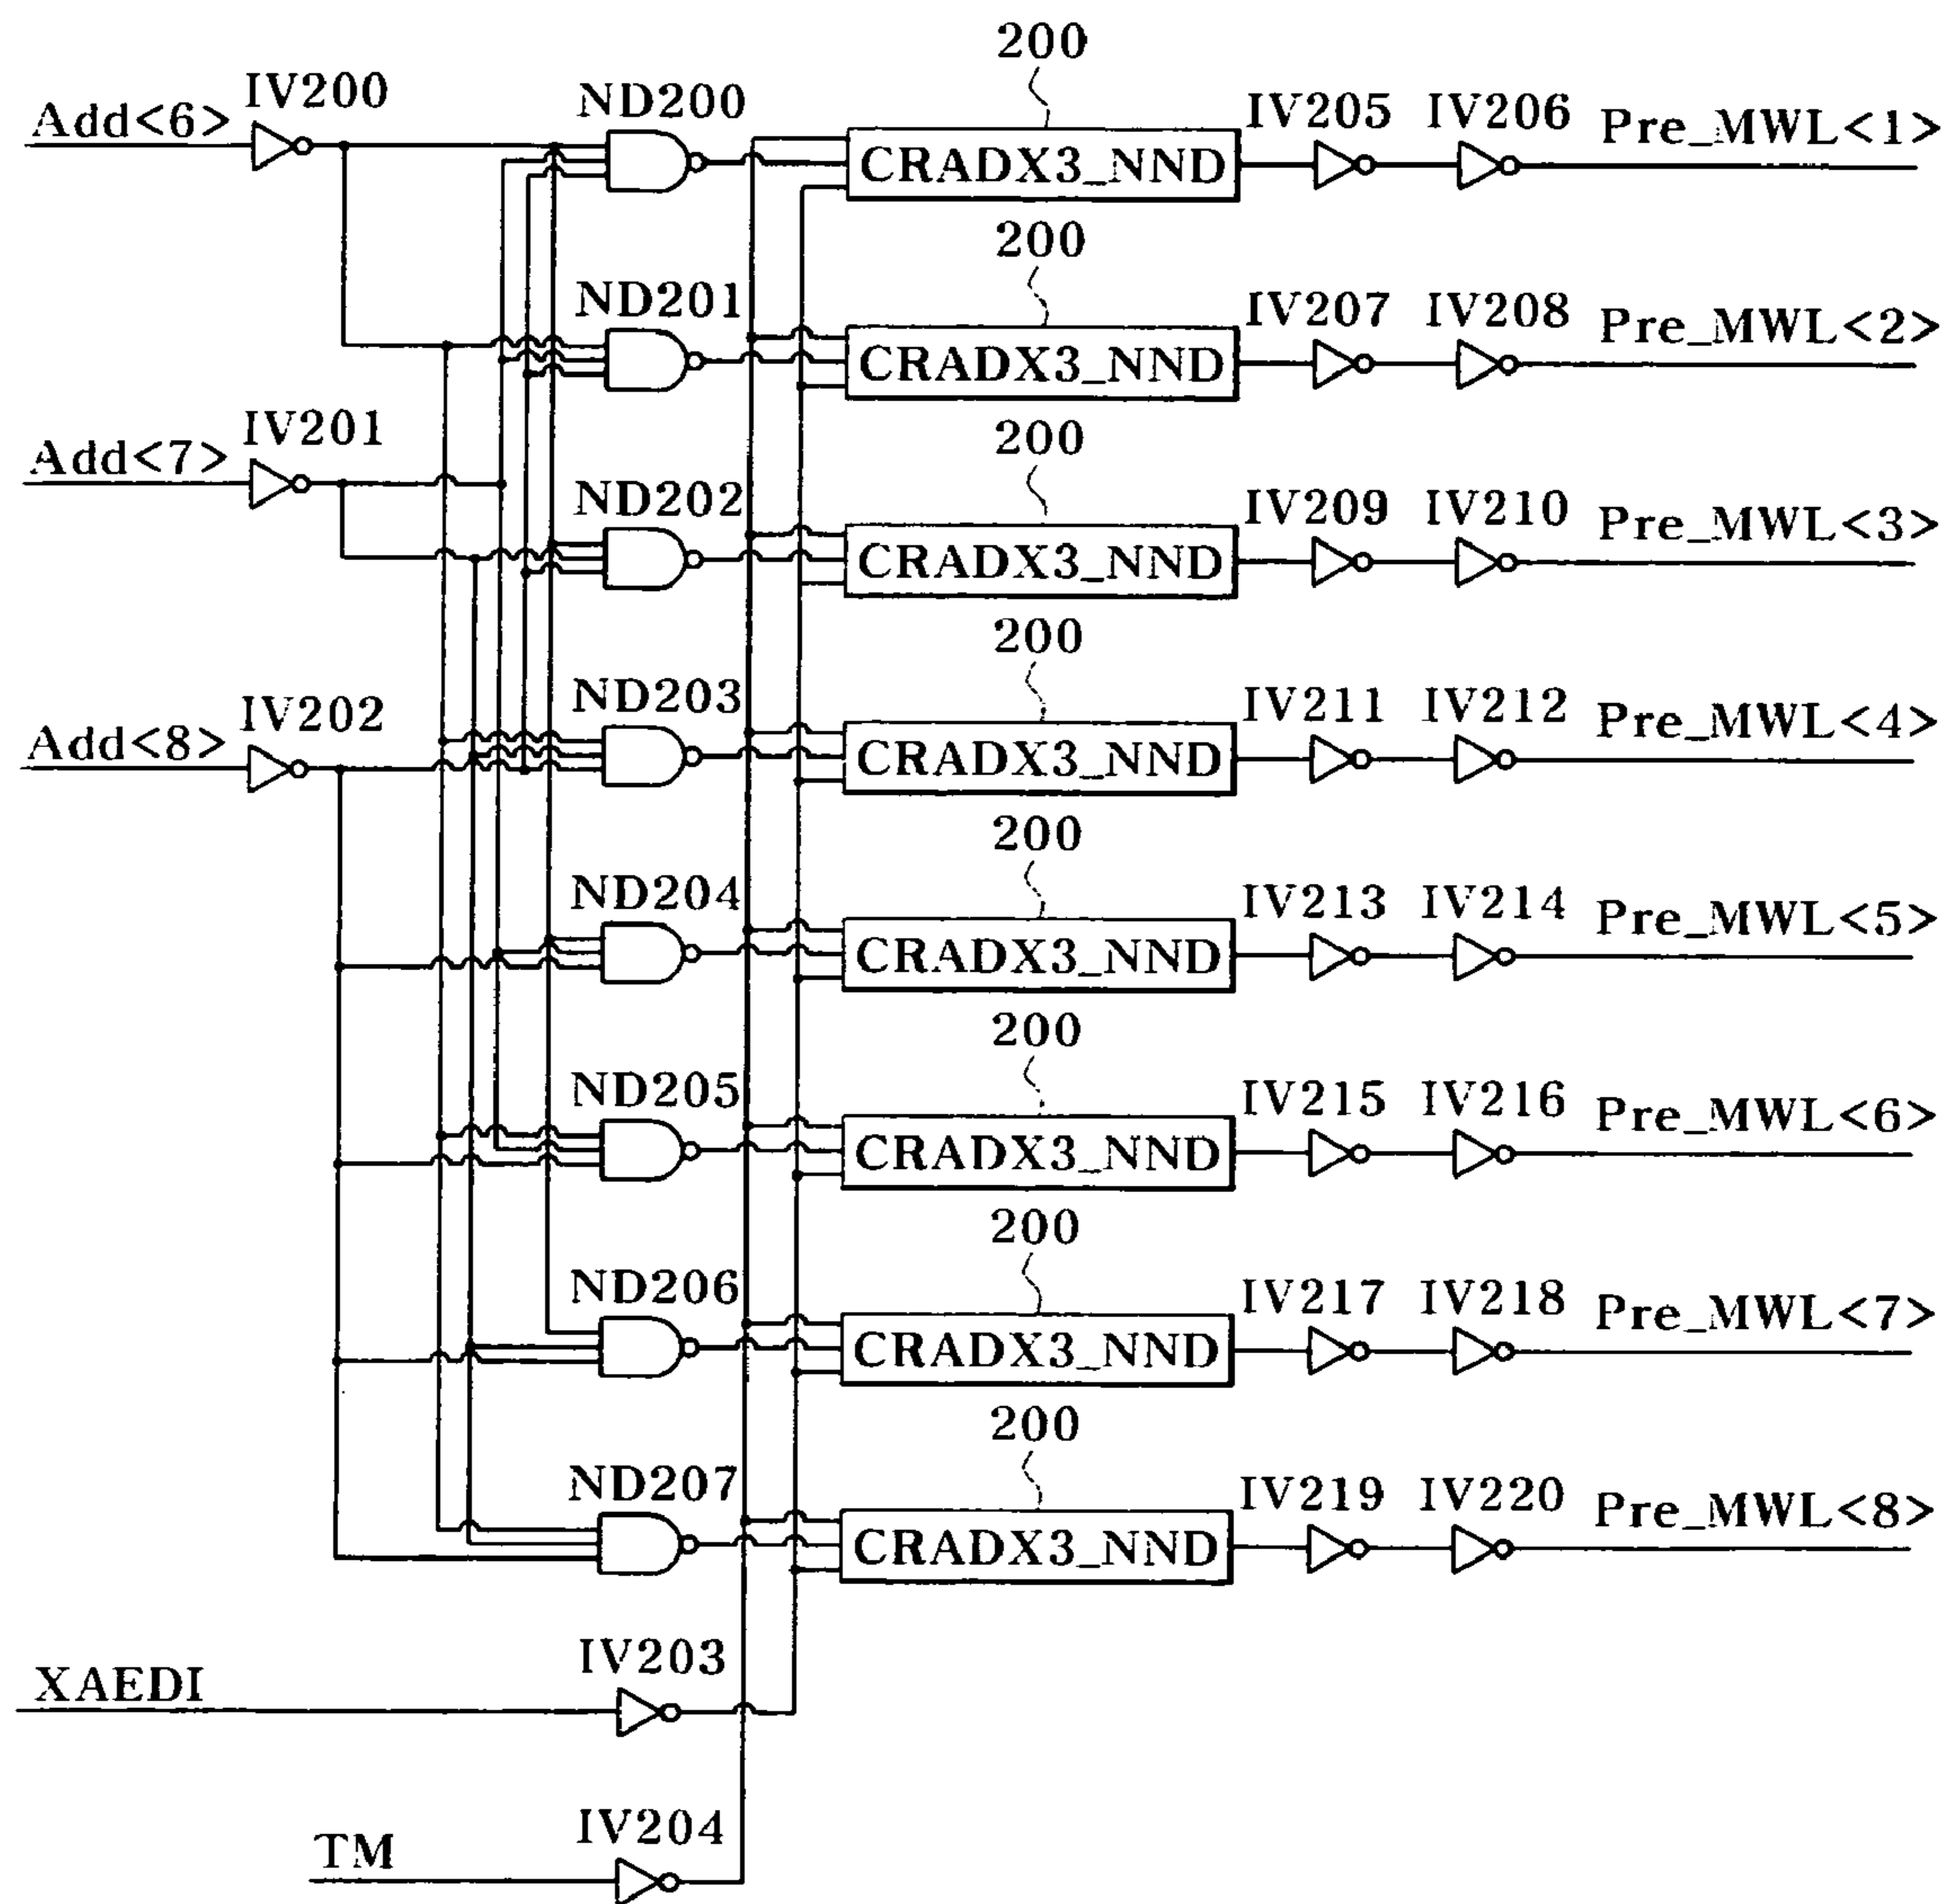 200
Add<6> IV200 ND200 CRADX3_NND IV205 IV206 Pre_MWL<1>
200
ND201 CRADX3_NND IV207 IV208 Pre_MWL<2>
200
Add<7> IV201 ND202 CRADX3_NND IV209 IV210 Pre_MWL<3>
200
Add<8> IV202 ND203 CRADX3_NND IV211 IV212 Pre_MWL<4>
200
ND204 CRADX3_NND IV213 IV214 Pre_MWL<5>
200
ND205 CRADX3_NND IV215 IV216 Pre_MWL<6>
200
ND206 CRADX3_NND IV217 IV218 Pre_MWL<7>
200
ND207 CRADX3_NND IV219 IV220 Pre_MWL<8>
XAEDI IV203
TM IV204